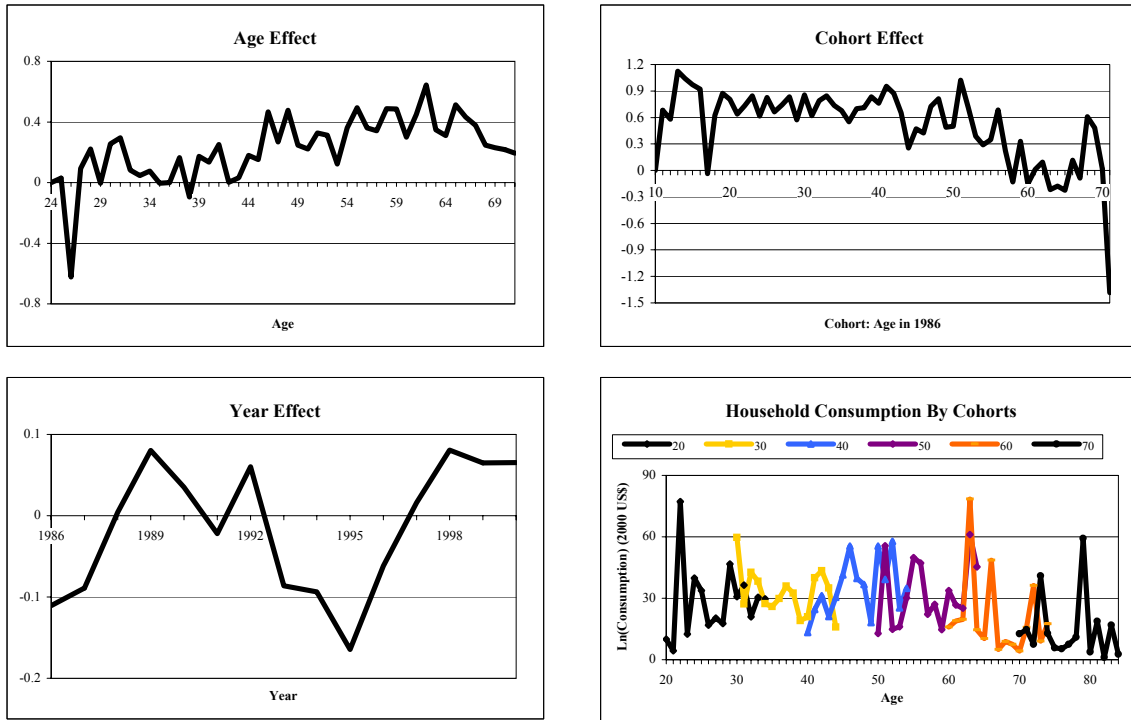 Age Effect
0.8
0.4
0
-0.4
-0.8
24 29 34 39 44 49 54 59 64 69
Age
Cohort Effect
1.2
0.9
0.6
0.3
0
-0.3
-0.6
-0.9
-1.2
-1.5
10 20 30 40 50 60 70
Cohort: Age in 1986
Year Effect
0.1
0
-0.1
-0.2
1986 1989 1992 1995 1998
Year
Household Consumption By Cohorts
20 30 40 50 60 70
Ln(Consumption) (2000 US$)
90
60
30
0
20 30 40 50 60 70 80
Age